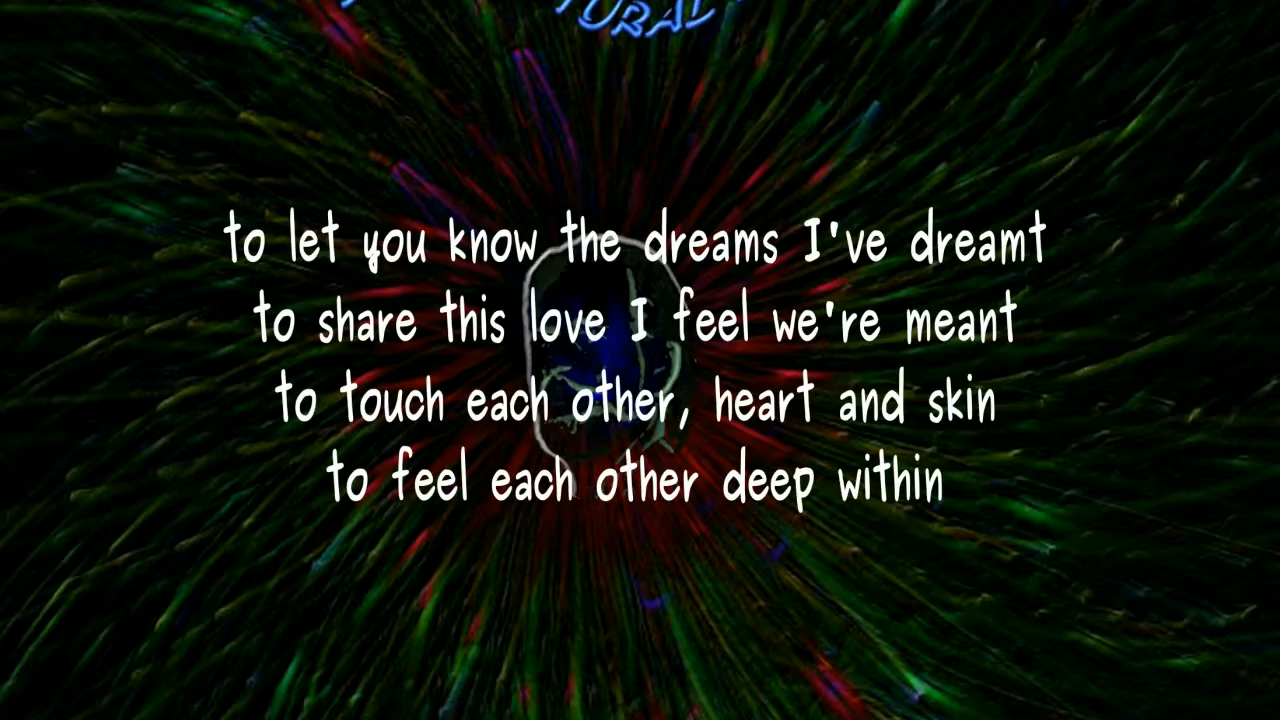 to let you know the dreams I've dreamt
to share this love I feel we're meant
to touch each other, heart and skin
to feel each other deep within